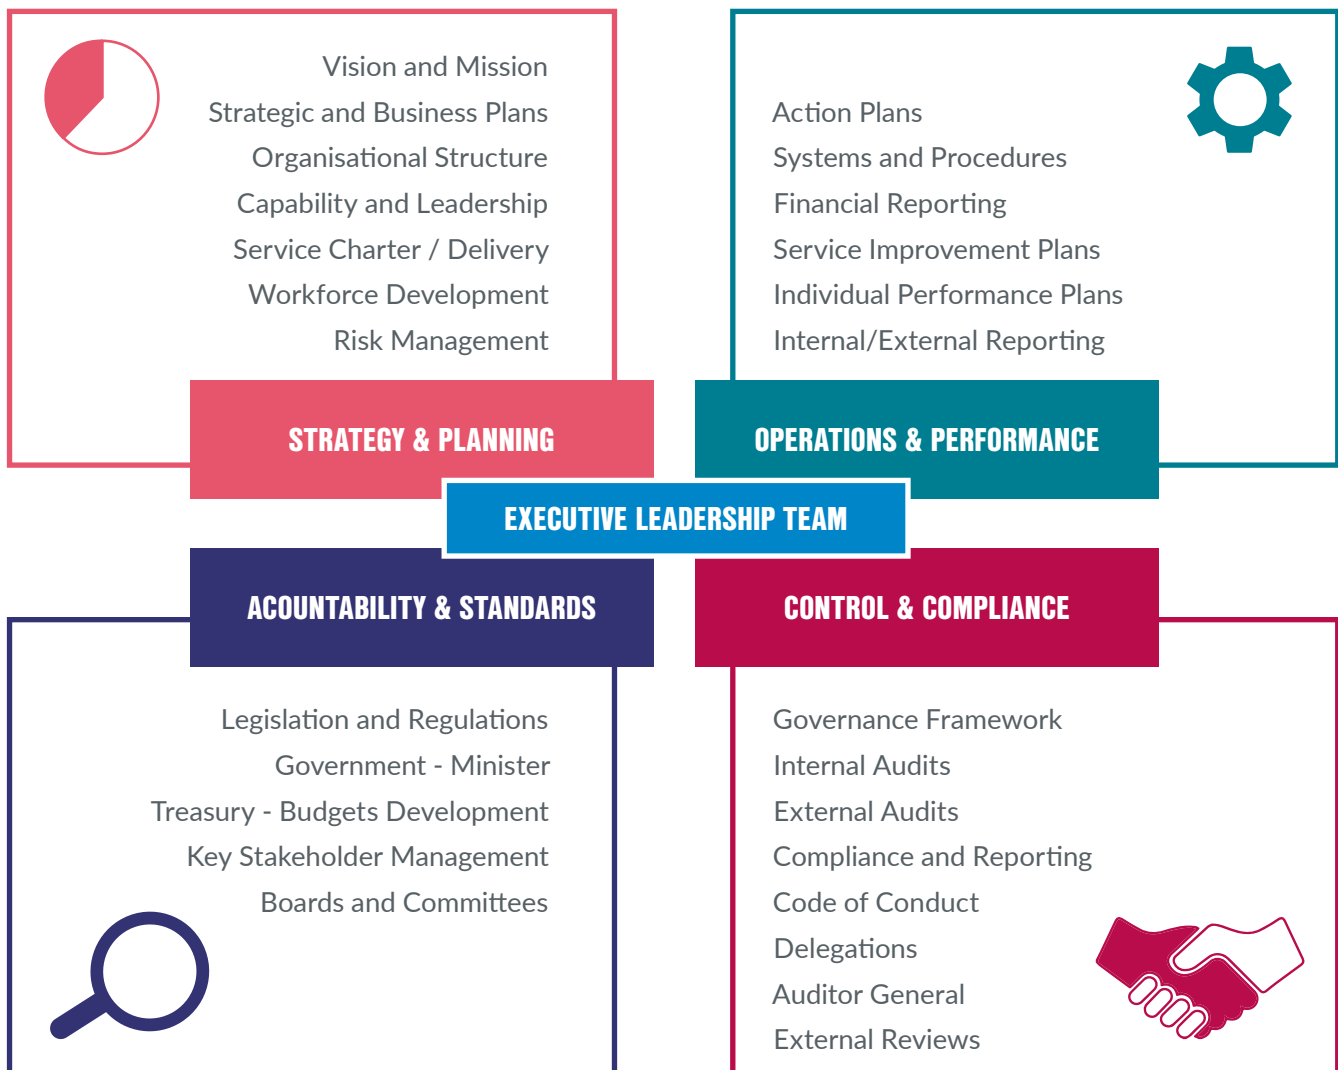 Vision and Mission
Strategic and Business Plans
Organisational Structure
Capability and Leadership
Service Charter / Delivery
Workforce Development
Risk Management
STRATEGY & PLANNING
Action Plans
Systems and Procedures
Financial Reporting
Service Improvement Plans
Individual Performance Plans
Internal/External Reporting
OPERATIONS & PERFORMANCE
EXECUTIVE LEADERSHIP TEAM
ACOUNTABILITY & STANDARDS
Legislation and Regulations
Government - Minister
Treasury - Budgets Development
Key Stakeholder Management
Boards and Committees
CONTROL & COMPLIANCE
Governance Framework
Internal Audits
External Audits
Compliance and Reporting
Code of Conduct
Delegations
Auditor General
External Reviews